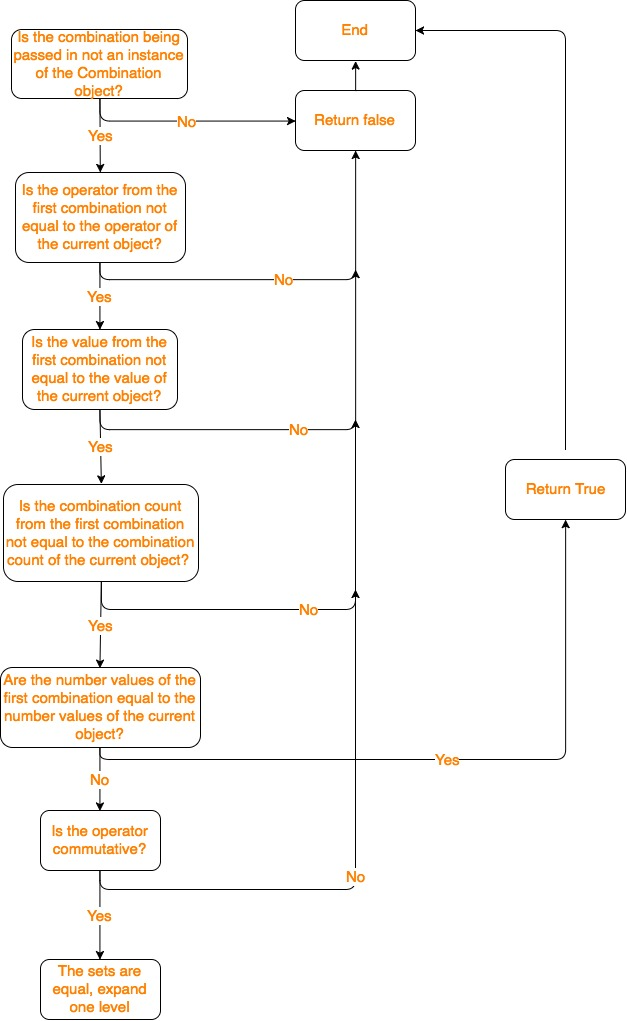 End
Is the combination being
passed in not an instance
of the Combination
object?
Return false
No
Yes
Is the operator from the
first combination not
equal to the operator of
the current object?
No
Yes
Is the value from the
first combination not
equal to the value of
the current object?
No
Yes
Return True
Is the combination count
from the first combination
not equal to the combination
count of the current object?
No
Yes
Are the number values of the
first combination equal to the
number values of the current
object?
Yes
No
Is the operator
commutative?
No
Yes
The sets are
equal, expand
one level